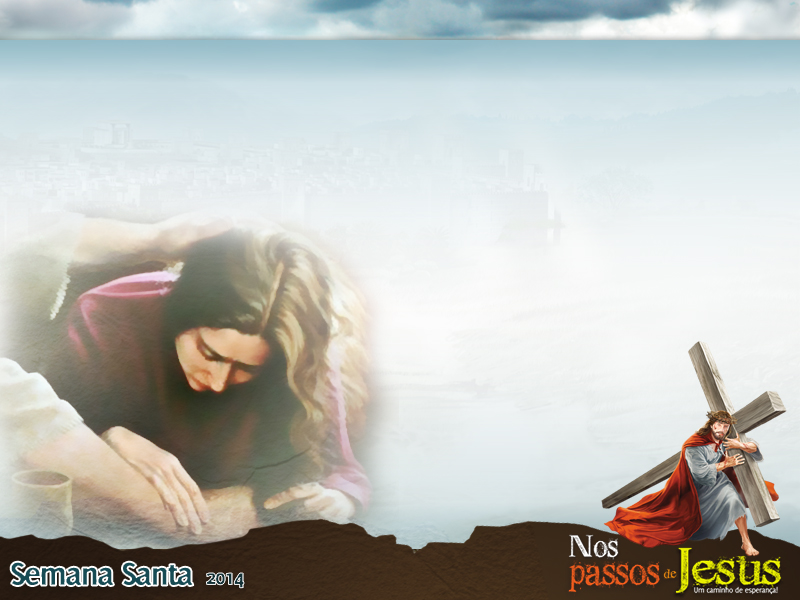 Semana Santa 2014
Nos
passos de Jesus
Um caminho de esperança!